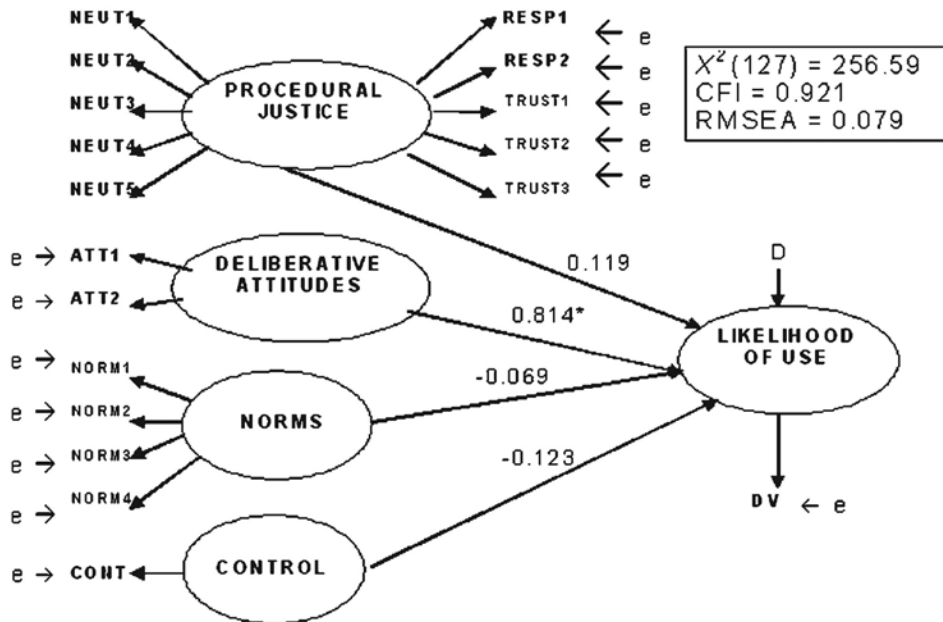 NEUT1
NEUT2
NEUT3
NEUT4
NEUT5
PROCEDURAL
JUSTICE
RESP1
RESP2
TRUST1
TRUST2
TRUST3
← e
← e
← e
← e
← e
X²(127) = 256.59
CFI = 0.921
RMSEA = 0.079
e → ATT1
e → ATT2
DELIBERATIVE
ATTITUDES
e →
NORM1
e →
NORM2
e →
NORM3
e →
NORM4
NORMS
e → CONT
CONTROL
0.119
0.814*
-0.069
-0.123
D
LIKELIHOOD
OF USE
DV ← e